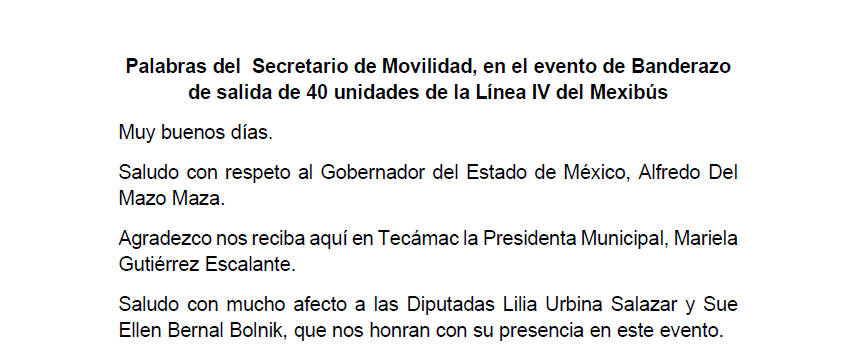 Palabras del  Secretario de Movilidad, en el evento de Banderazo
de salida de 40 unidades de la Línea IV del Mexibús
Muy buenos días.
Saludo con respeto al Gobernador del Estado de México, Alfredo Del
Mazo Maza.
Agradezco nos reciba aquí en Tecámac la Presidenta Municipal, Mariela
Gutiérrez Escalante.
Saludo con mucho afecto a las Diputadas Lilia Urbina Salazar y Sue
Ellen Bernal Bolnik, que nos honran con su presencia en este evento.